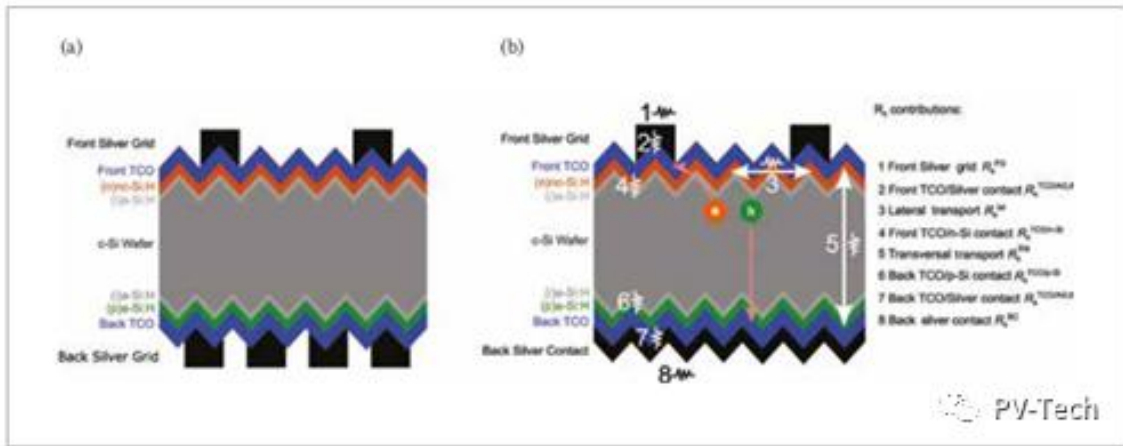 (a)
Front Silver Grid
Front TCO
(n)nc-Si:H
(i)a-Si:H
c-Si Wafer
(i)a-Si:H
(p)a-Si:H
Back TCO
Back Silver Grid
(b)
1
Front Silver Grid
2
Front TCO
(n)nc-Si:H
4
3
(i)a-Si:H
e
h
c-Si Wafer
5
(i)a-Si:H
6
(p)a-Si:H
Back TCO
7
Back Silver Contact
8
Rs contributions:
1 Front Silver grid
2 Front TCO/Silver contact
3 Lateral transport
4 Front TCO/n-Si contact
5 Transversal transport
6 Back TCO/p-Si contact
7 Back TCO/Silver contact
8 Back silver contact
PV-Tech